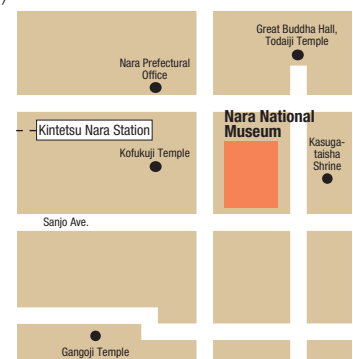 Great Buddha Hall,
Todaiji Temple
Nara Prefectural
Office
Nara National
Museum
Kintetsu Nara Station
Kofukuji Temple
Kasuga-
taisha
Shrine
Sanjo Ave.
Gangoji Temple